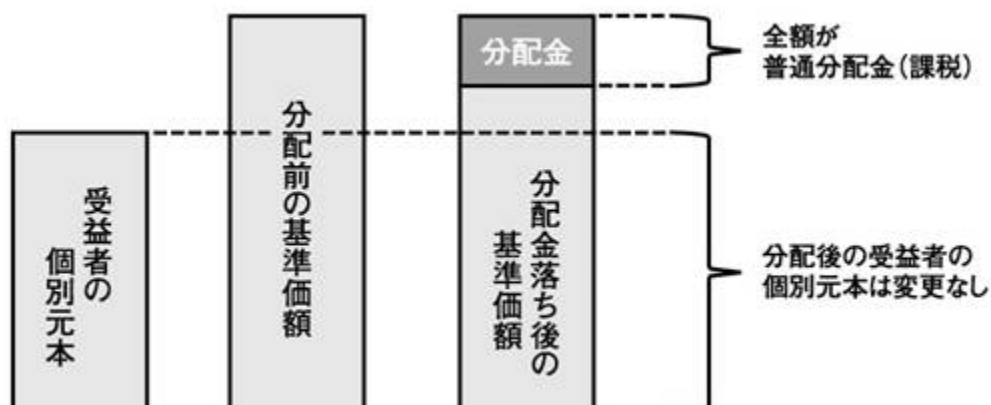 受益者の
個別元本
分配前の基準価額
分配金
分配金落ち後の
基準価額
全額が
普通分配金(課税)
分配後の受益者の
個別元本は変更なし